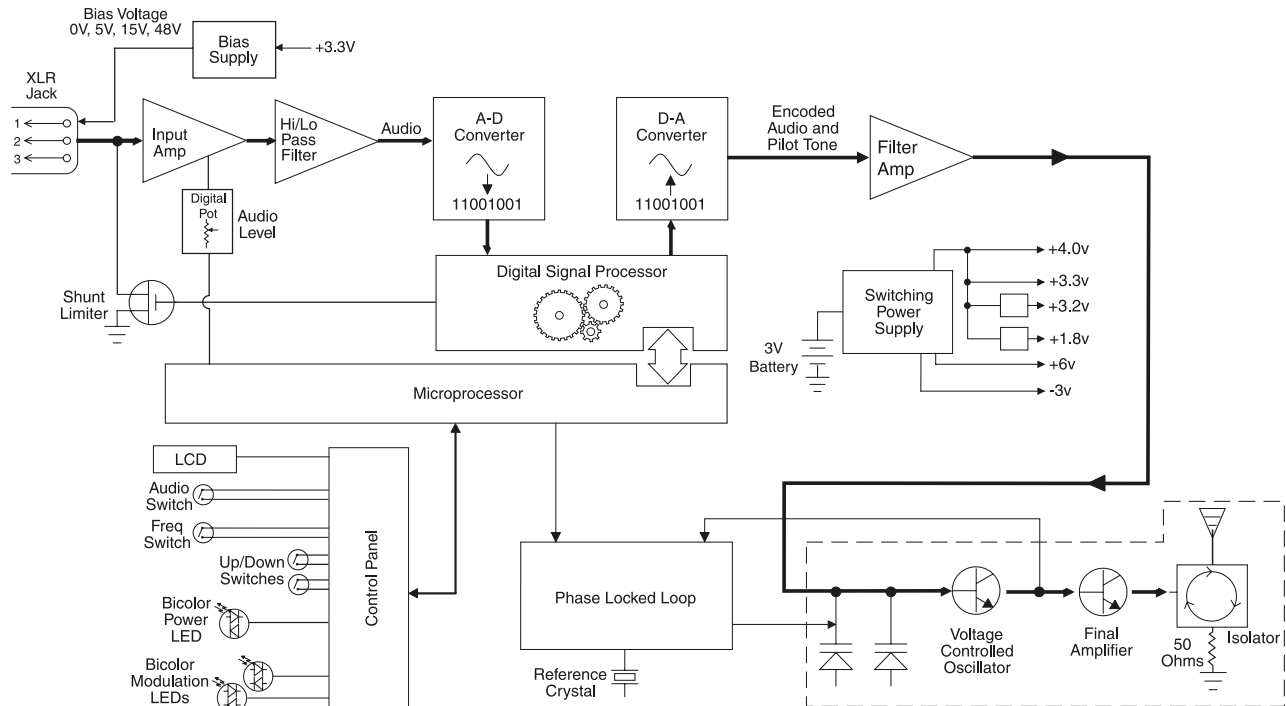 Bias Voltage
0V, 5V, 15V, 48V
Bias
Supply
+3.3V
XLR
Jack
1
2
3
Input
Amp
Hi/Lo
Pass
Filter
Audio
A-D
Converter
11001001
D-A
Converter
11001001
Encoded
Audio and
Pilot Tone
Filter
Amp
Digital
Pot
Audio
Level
Shunt
Limiter
Digital Signal Processor
Switching
Power
Supply
3V
Battery
+4.0v
+3.3v
+3.2v
+1.8v
+6v
-3v
Microprocessor
LCD
Audio
Switch
Freq
Switch
Up/Down
Switches
Bicolor
Power
LED
Bicolor
Modulation
LEDs
Control Panel
Phase Locked Loop
Reference
Crystal
Voltage
Controlled
Oscillator
Final
Amplifier
50
Ohms
Isolator